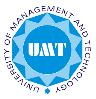 UNIVERSITY OF MANAGEMENT AND TECHNOLOGY
UMT